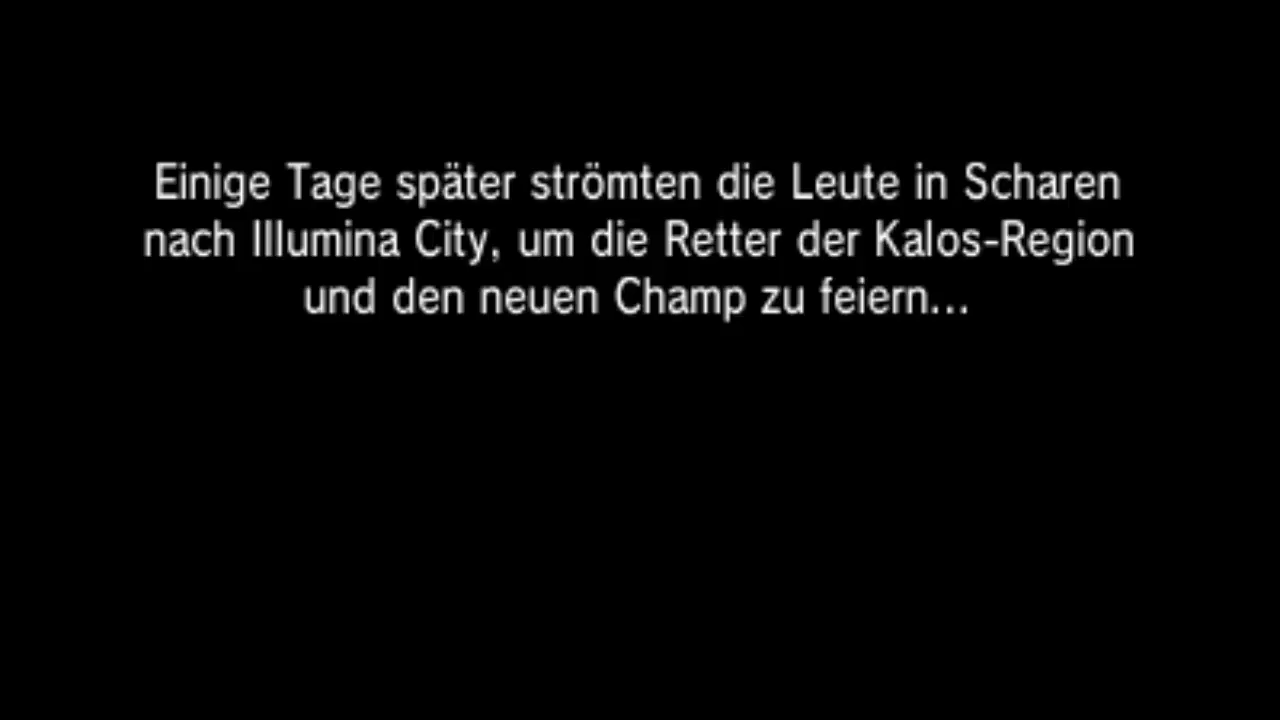 Einige Tage später strömten die Leute in Scharen
nach Illumina City, um die Retter der Kalos-Region
und den neuen Champ zu feiern...